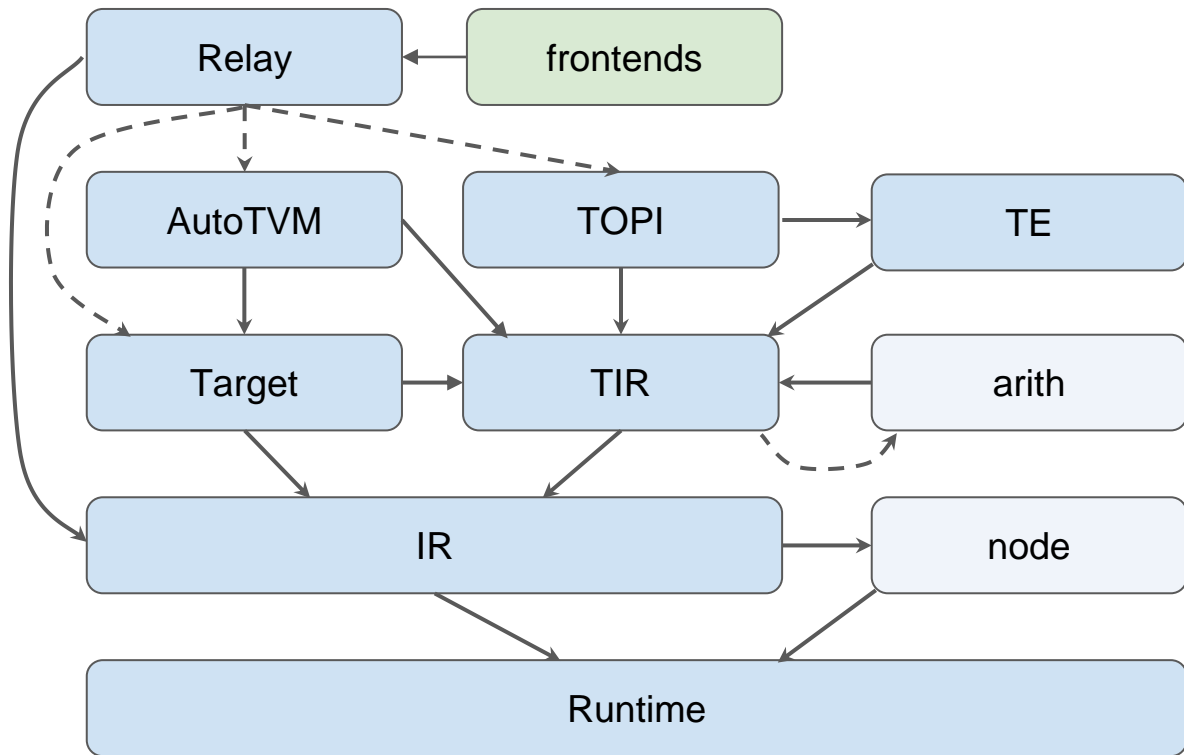 Relay
frontends
AutoTVM
TOPI
TE
Target
TIR
arith
IR
node
Runtime